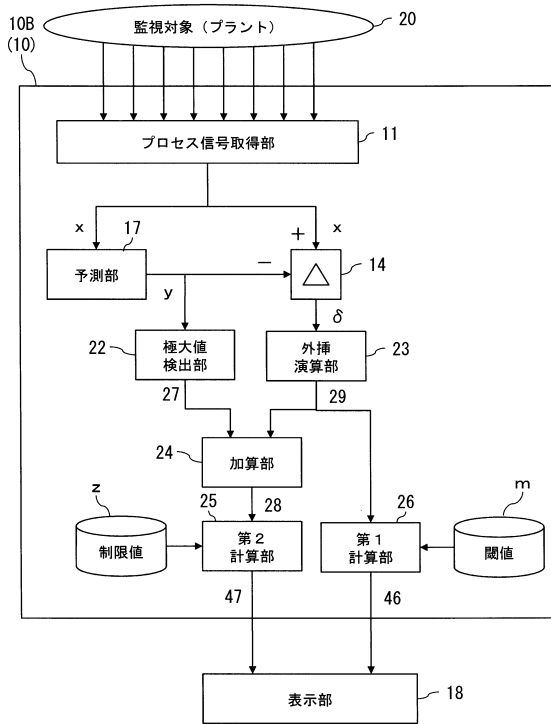 10B
(10)
監視対象（プラント）
20
プロセス信号取得部
11
x
17
＋
x
予測部
－
△
14
y
δ
22
極大値
検出部
外挿
演算部
23
27
29
24
加算部
z
25
28
26
m
制限値
第２
計算部
第１
計算部
閾値
47
46
表示部
18